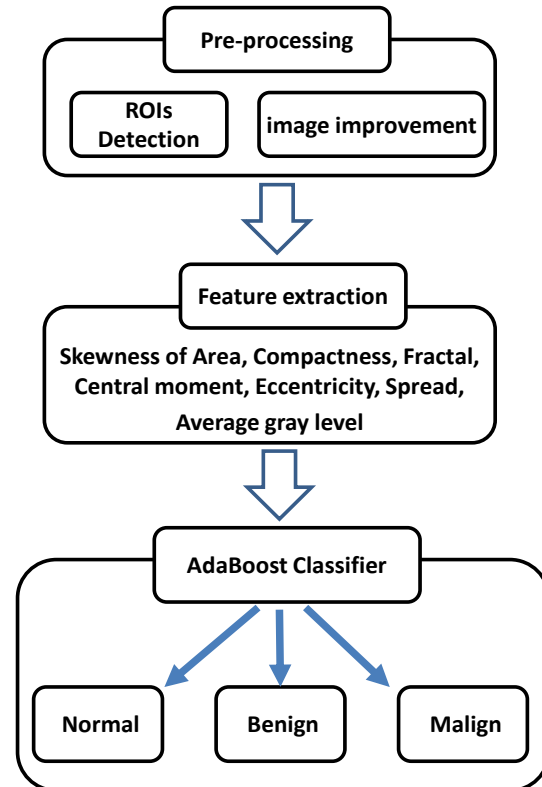 Pre-processing
ROIs
Detection
image improvement
Feature extraction
Skewness of Area, Compactness, Fractal,
Central moment, Eccentricity, Spread,
Average gray level
AdaBoost Classifier
Normal
Benign
Malign